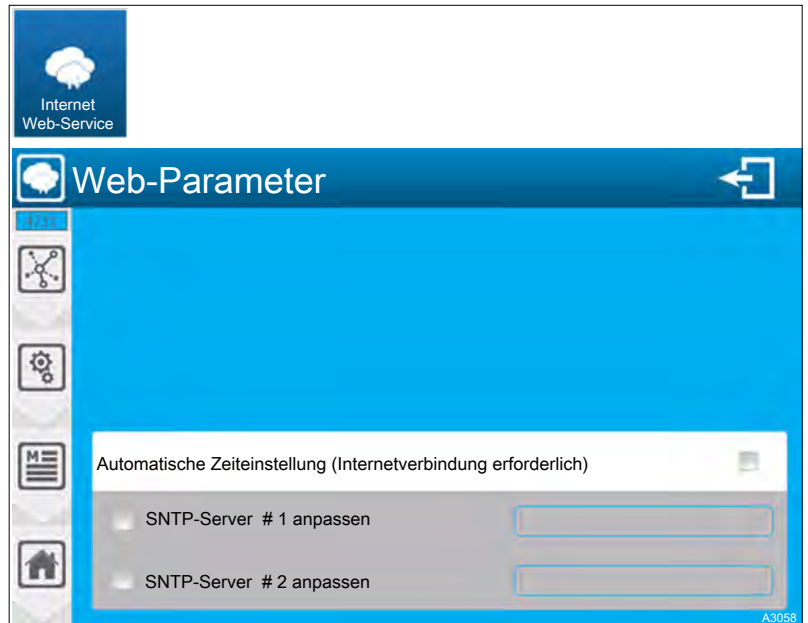 Internet
Web-Service
Web-Parameter
M
Automatische Zeiteinstellung (Internetverbindung erforderlich)
SNTP-Server # 1 anpassen
SNTP-Server # 2 anpassen
A3058